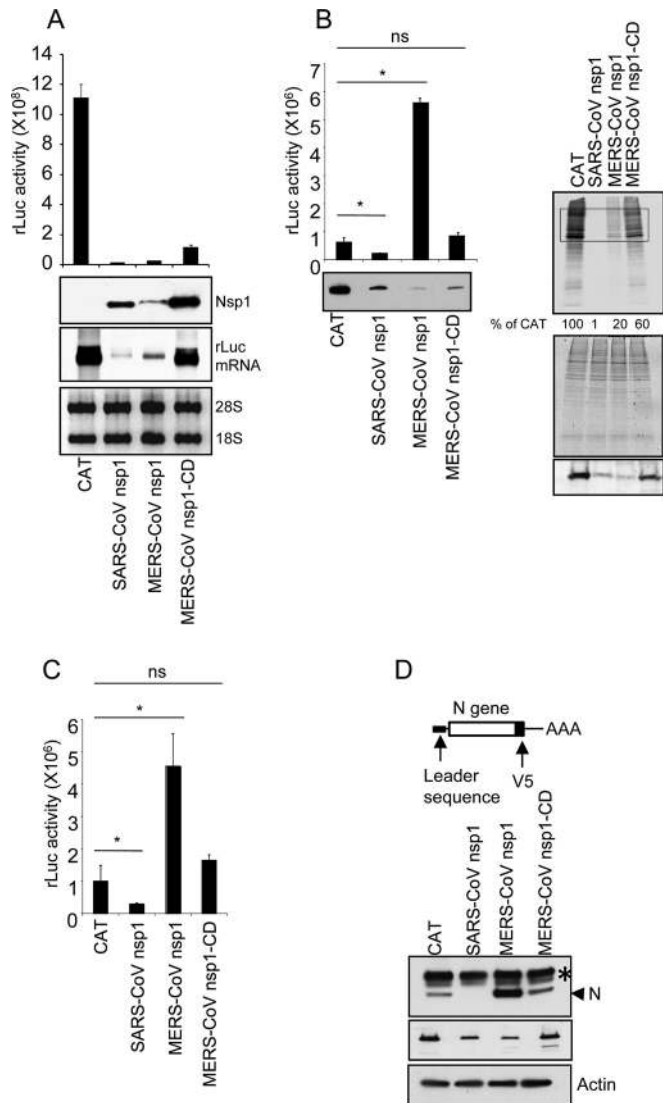 A
rLuc activity (X10⁸)
14
12
10
8
6
4
2
0
Nsp1
rLuc
mRNA
28S
18S
CAT
SARS-CoV nsp1
MERS-CoV nsp1
MERS-CoV nsp1-CD
B
ns
*
*
rLuc activity (X10⁶)
7
6
5
4
3
2
1
0
CAT
SARS-CoV nsp1
MERS-CoV nsp1
MERS-CoV nsp1-CD
CAT
SARS-CoV nsp1
MERS-CoV nsp1
MERS-CoV nsp1-CD
% of CAT 100 1 20 60
C
ns
*
*
rLuc activity (X10⁶)
6
5
4
2
1
0
CAT
SARS-CoV nsp1
MERS-CoV nsp1
MERS-CoV nsp1-CD
D
N gene
AAA
Leader
sequence
V5
CAT
SARS-CoV nsp1
MERS-CoV nsp1
MERS-CoV nsp1-CD
*
N
Actin